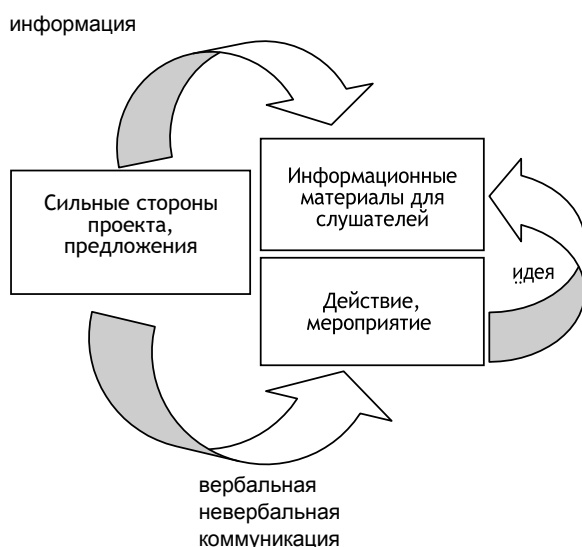 информация
Сильные стороны
проекта,
предложения
Информационные
материалы для
слушателей
идея
Действие,
мероприятие
вербальная
невербальная
коммуникация